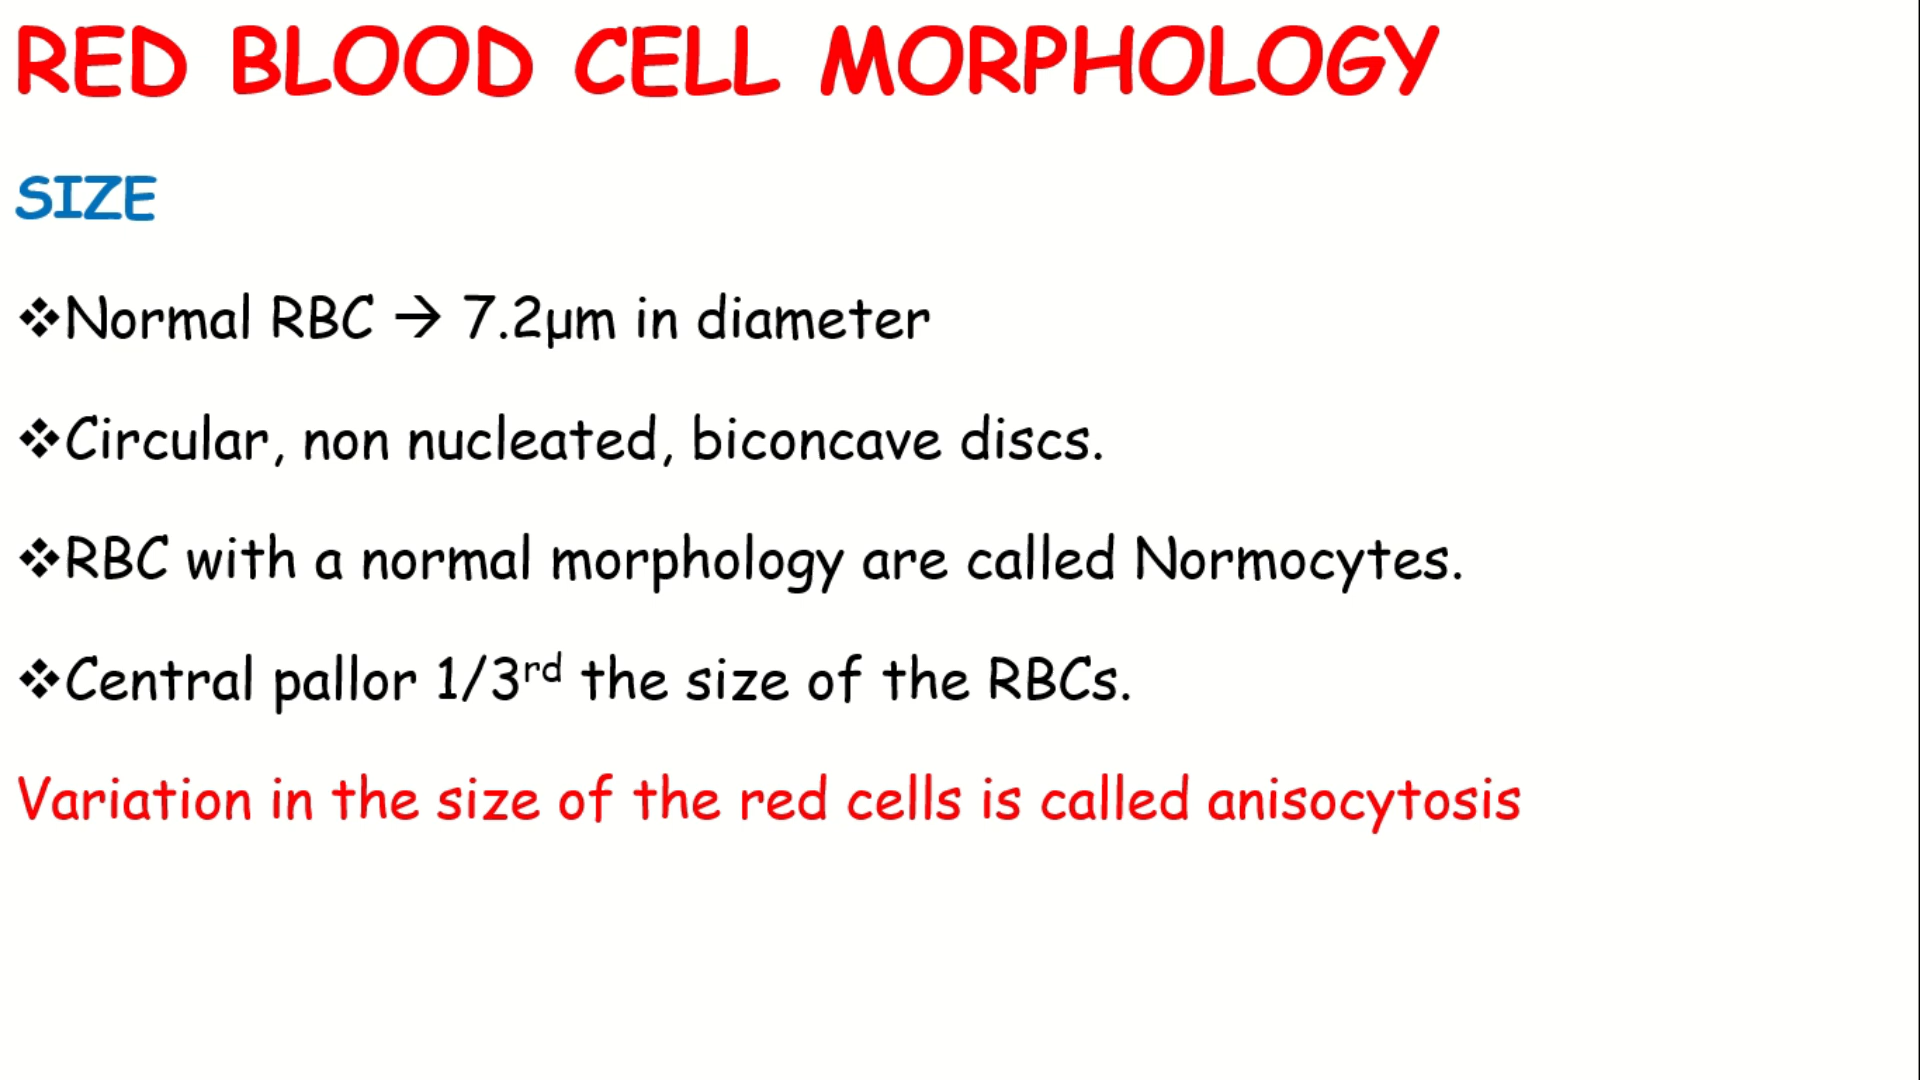 RED BLOOD CELL MORPHOLOGY
SIZE
❖Normal RBC → 7.2µm in diameter
❖Circular, non nucleated, biconcave discs.
❖RBC with a normal morphology are called Normocytes.
❖Central pallor 1/3rd the size of the RBCs.
Variation in the size of the red cells is called anisocytosis